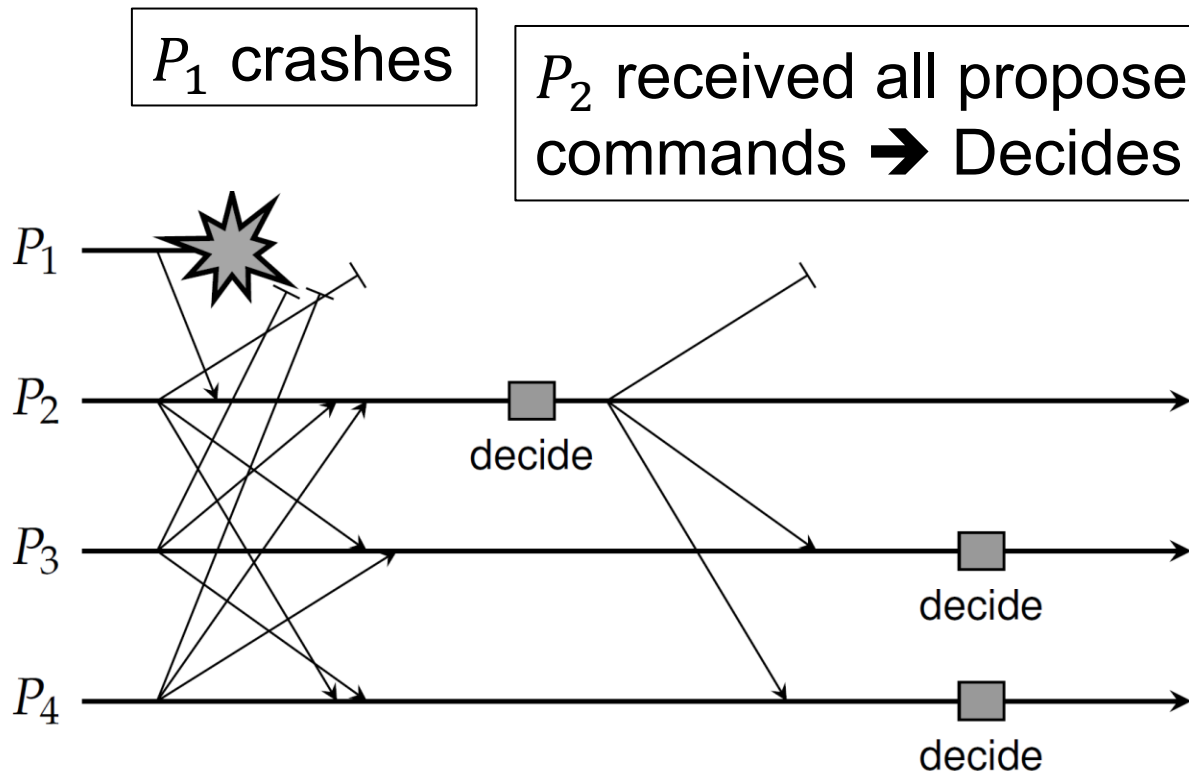 P₁ crashes
P₂ received all propose
commands ➔ Decides
P₁
P₂
decide
P₃
decide
P₄
decide